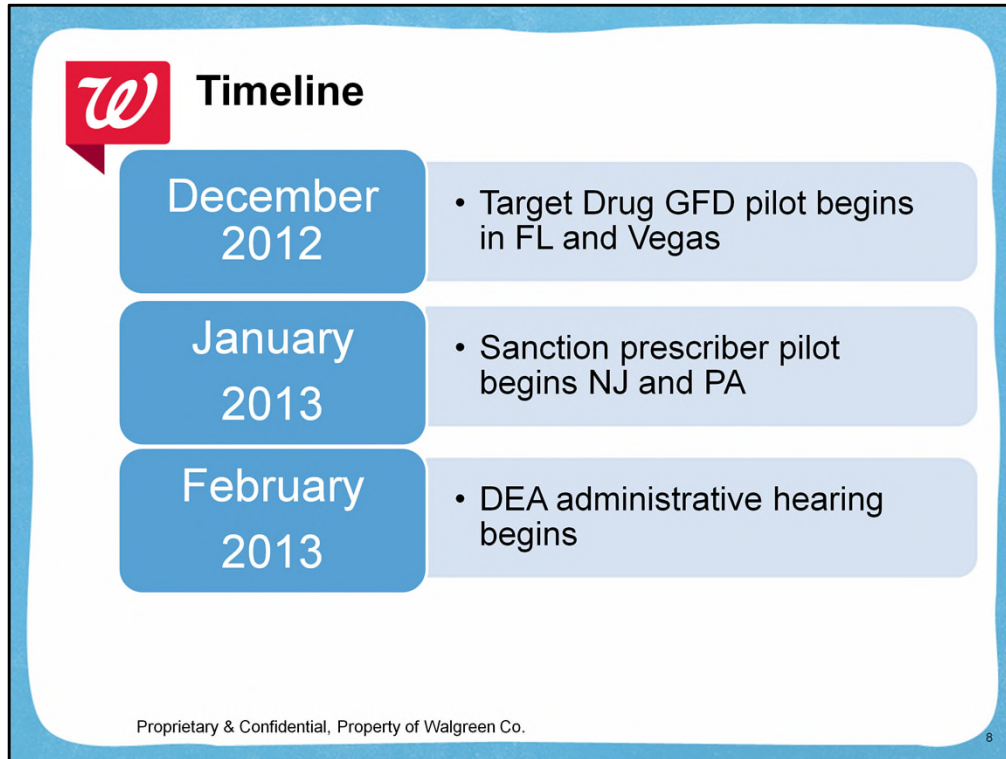 W
Timeline
December
2012
• Target Drug GFD pilot begins
in FL and Vegas
January
2013
• Sanction prescriber pilot
begins NJ and PA
February
2013
• DEA administrative hearing
begins
Proprietary & Confidential, Property of Walgreen Co.
8